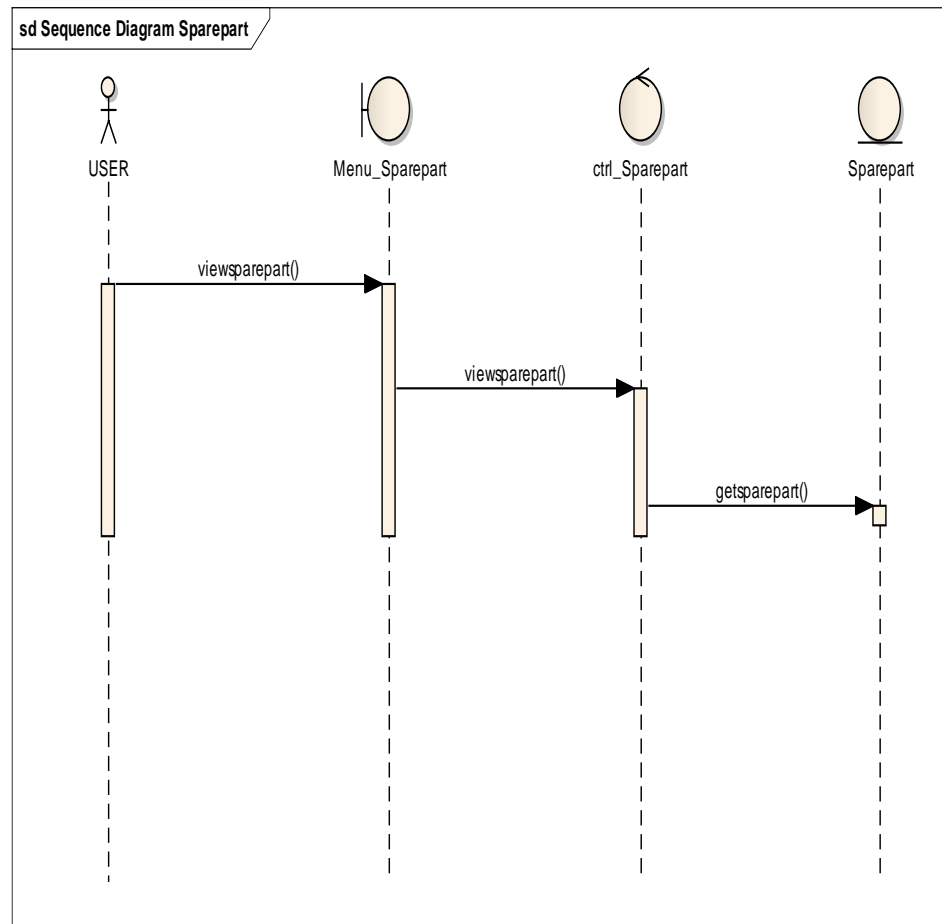 sd Sequence Diagram Sparepart
USER
Menu_Sparepart
ctrl_Sparepart
Sparepart
viewsparepart()
viewsparepart()
getsparepart()